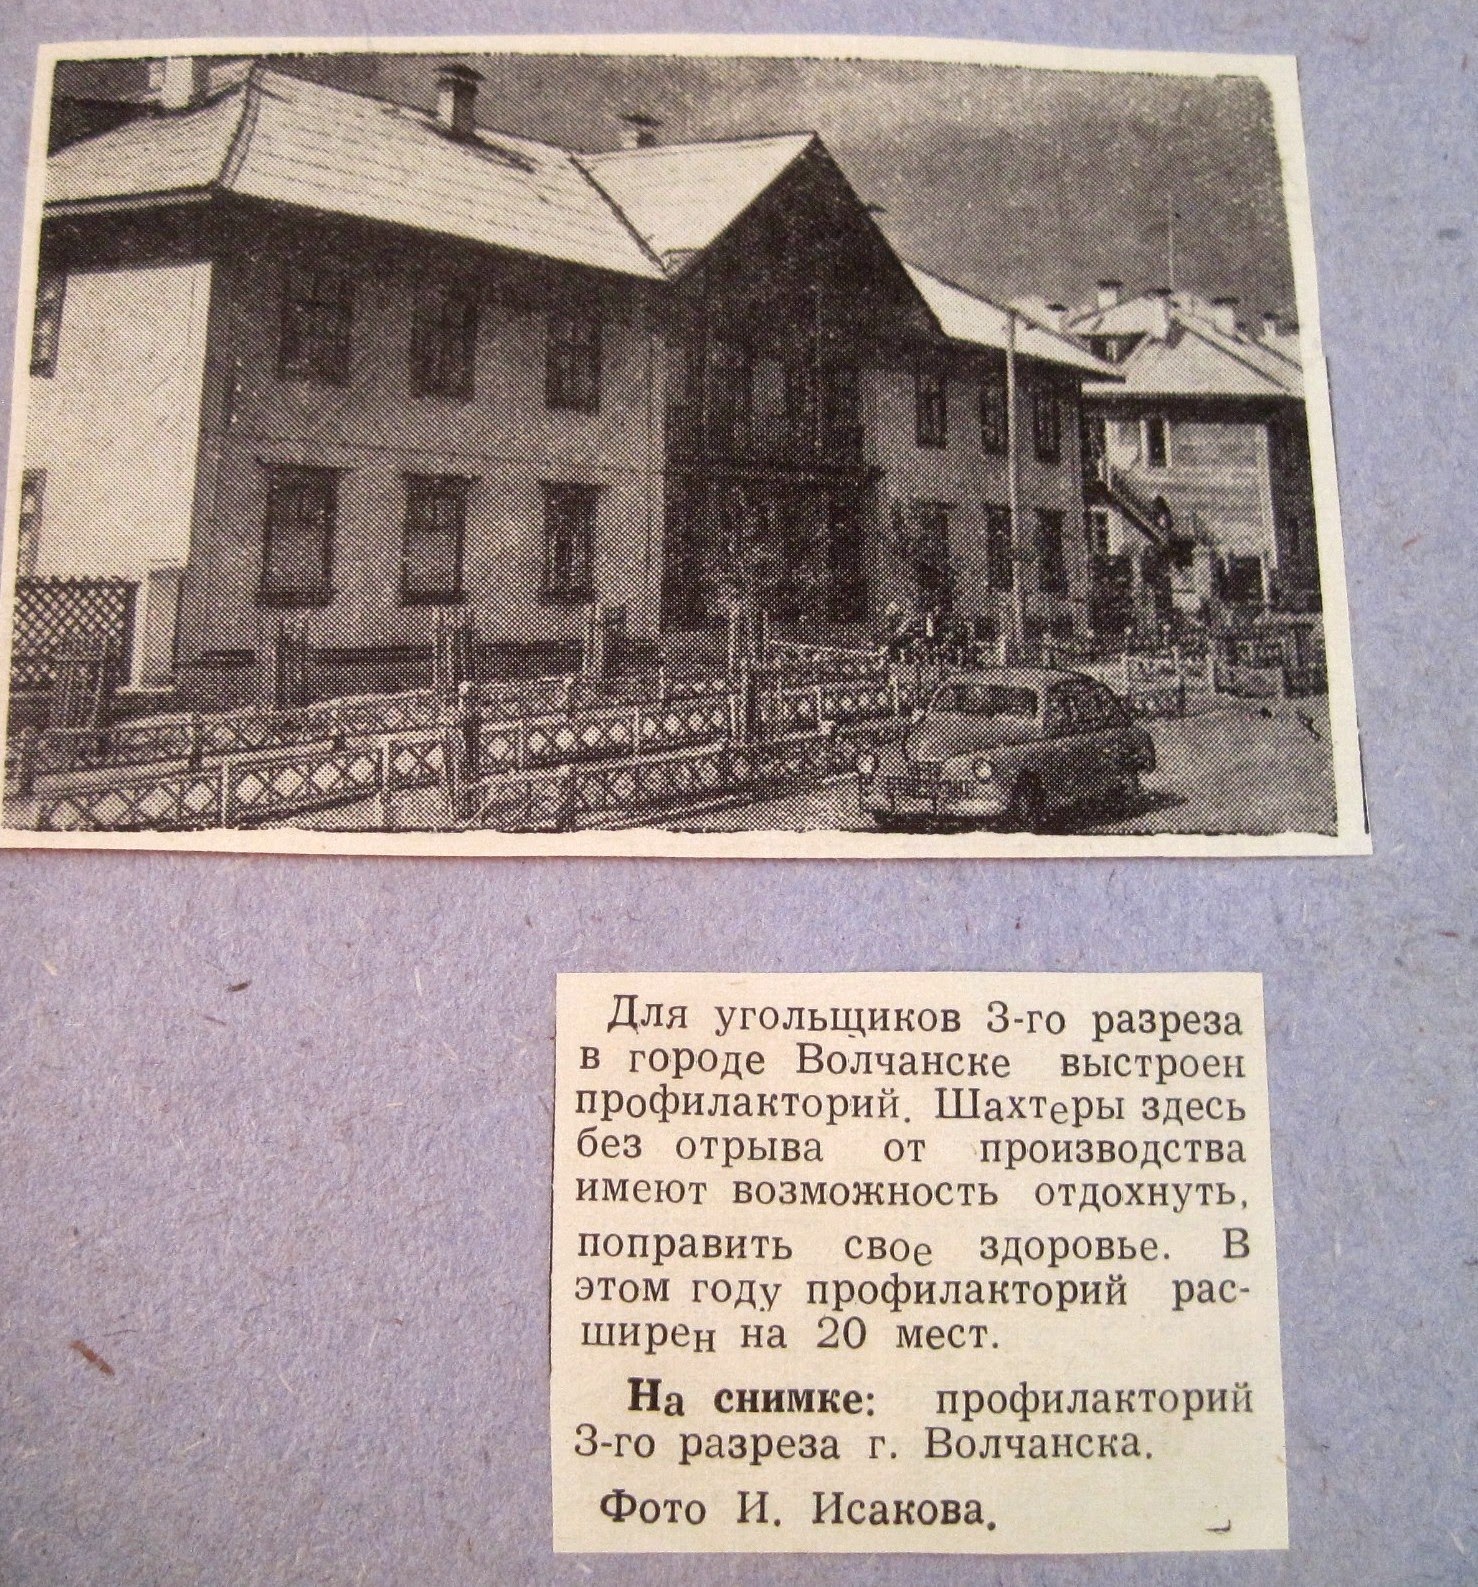 Для угольщиков 3-го разреза
в городе Волчанске выстроен
профилакторий. Шахтеры здесь
без отрыва от производства
имеют возможность отдохнуть,
поправить свое здоровье. В
этом году профилакторий рас-
ширен на 20 мест.
На снимке: профилакторий
3-го разреза г. Волчанска.
Фото И. Исакова.